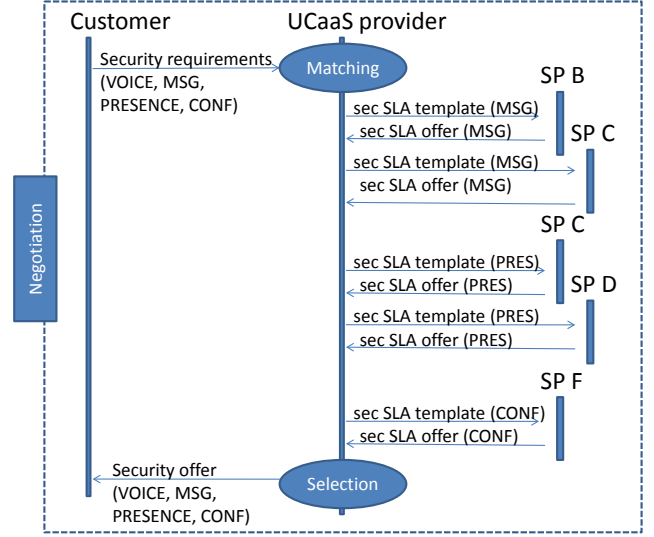 Customer
UCaaS provider
Security requirements
(VOICE, MSG,
PRESENCE, CONF)
Matching
SP B
sec SLA template (MSG)
sec SLA offer (MSG)
SP C
sec SLA template (MSG)
sec SLA offer (MSG)
Negotiation
SP C
sec SLA template (PRES)
sec SLA offer (PRES)
SP D
sec SLA template (PRES)
sec SLA offer (PRES)
SP F
sec SLA template (CONF)
sec SLA offer (CONF)
Security offer
(VOICE, MSG,
PRESENCE, CONF)
Selection